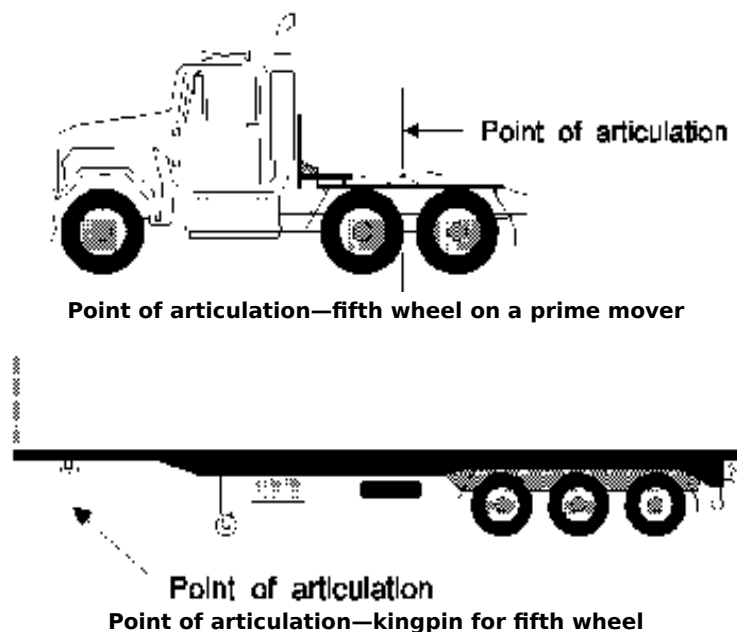 Point of articulation
Point of articulation—fifth wheel on a prime mover
Point of articulation
Point of articulation—kingpin for fifth wheel